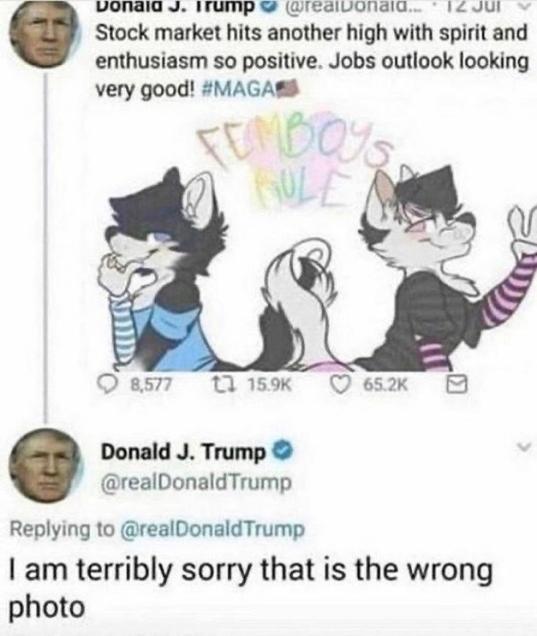 Donald J. Trump @realDonald... · 12 Jul
Stock market hits another high with spirit and
enthusiasm so positive. Jobs outlook looking
very good! #MAGA
FEMBOYS
RULE
8,577 15.9K 65.2K
Donald J. Trump
@realDonaldTrump
Replying to @realDonaldTrump
I am terribly sorry that is the wrong
photo